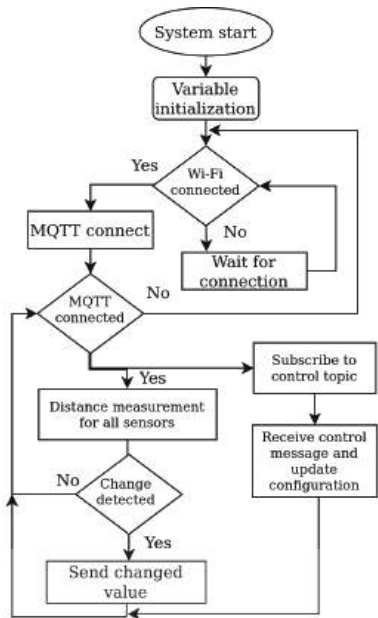 System start
Variable
initialization
Yes
Wi-Fi
connected
No
MQTT connect
Wait for
connection
MQTT
connected
No
Yes
Subscribe to
control topic
Distance measurement
for all sensors
Receive control
message and
update
configuration
No
Change
detected
Yes
Send changed
value